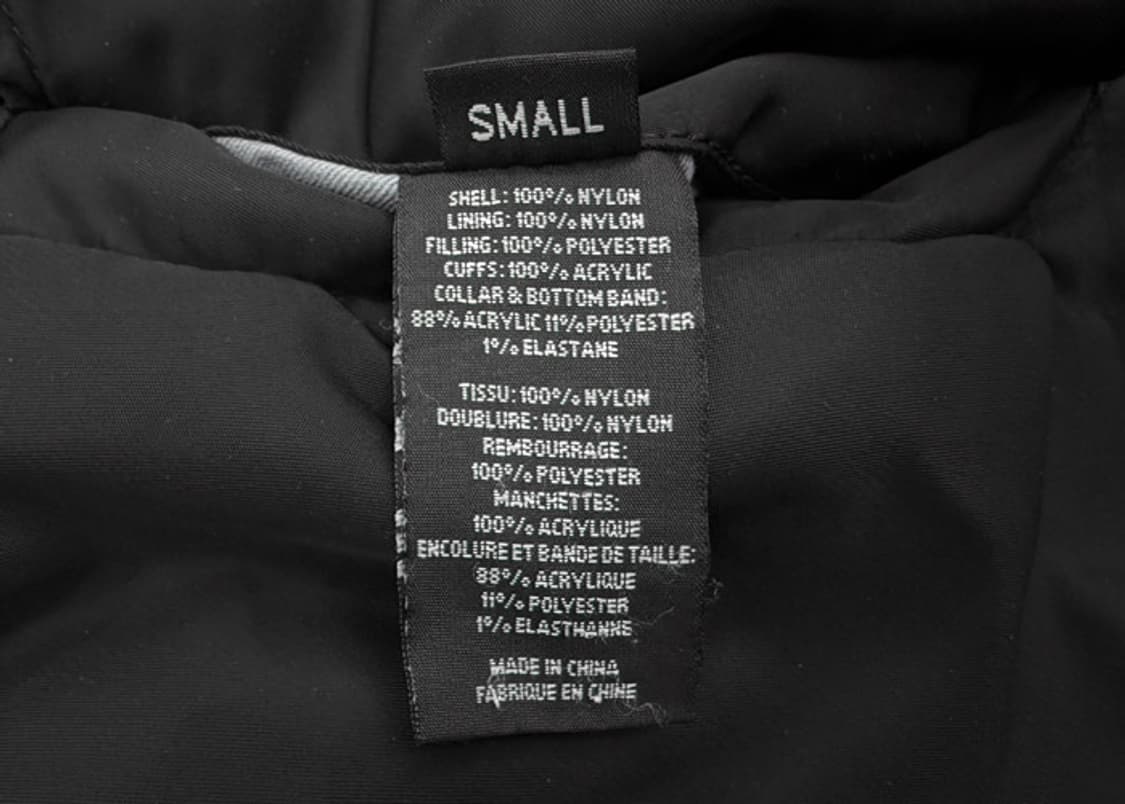 SMALL
SHELL: 100% NYLON
LINING: 100% NYLON
FILLING: 100% POLYESTER
CUFFS: 100% ACRYLIC
COLLAR & BOTTOM BAND:
88% ACRYLIC 11% POLYESTER
1% ELASTANE
TISSU: 100% NYLON
DOUBLURE: 100% NYLON
REMBOURRAGE:
100% POLYESTER
MANCHETTES:
100% ACRYLIQUE
ENCOLURE ET BANDE DE TAILLE:
88% ACRYLIQUE
11% POLYESTER
1% ELASTHANNE
MADE IN CHINA
FABRIQUE EN CHINE